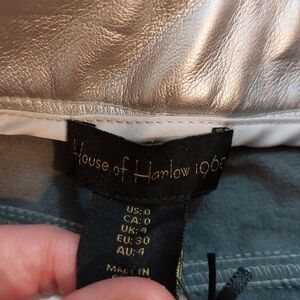 House of Harlow 1960
US: 0
CA: 0
UK: 4
EU: 30
AU: 4
MADE IN